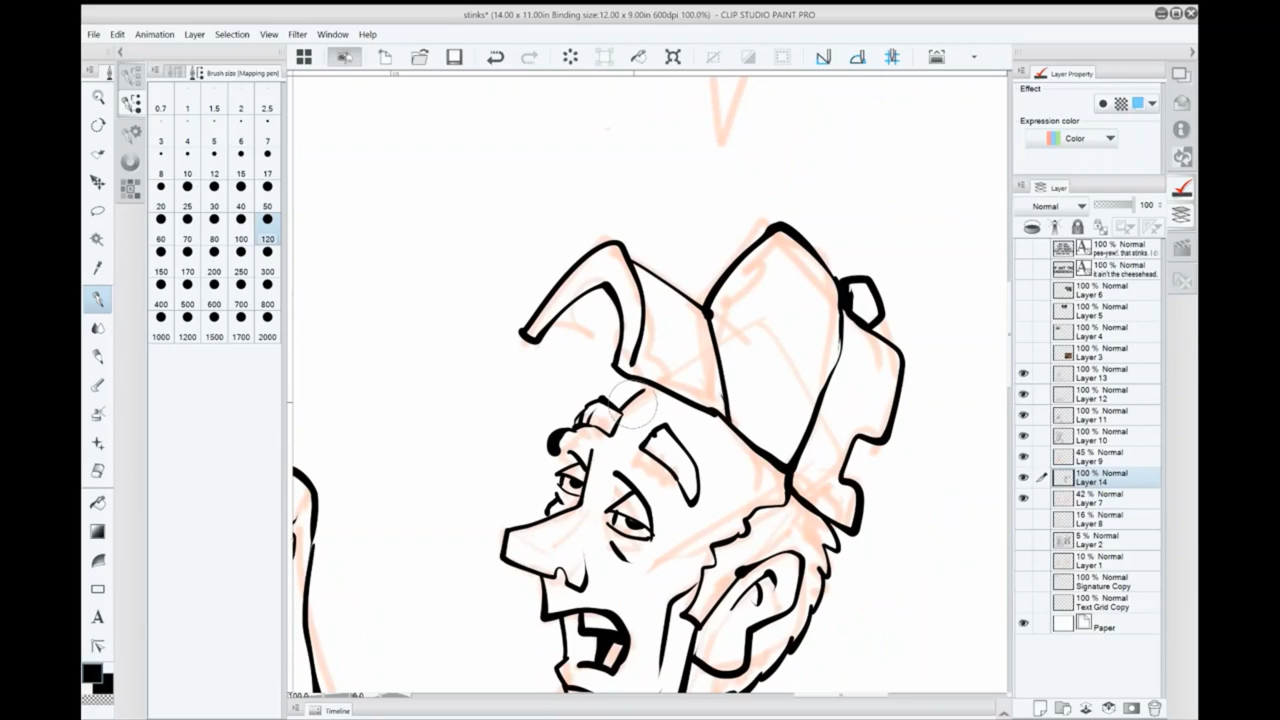 stinks* (14.00 x 11.00in Binding size:12.00 x 9.00in 600dpi 100.0%) - CLIP STUDIO PAINT PRO
File Edit Animation Layer Selection View Filter Window Help
Brush size [Mapping pen]
0.7 1 1.5 2 2.5
3 4 5 6 7
8 10 12 15 17
20 25 30 40 50
60 70 80 100 120
150 170 200 250 300
400 500 600 700 800
1000 1200 1500 1700 2000
Layer Property
Effect
Expression color
Color
Layer
Normal 100
100 % Normal
pee-yew!. that stinks. I c
100 % Normal
it ain't the cheesehead.
100 % Normal
Layer 6
100 % Normal
Layer 5
100 % Normal
Layer 4
100 % Normal
Layer 3
100 % Normal
Layer 13
100 % Normal
Layer 12
100 % Normal
Layer 11
100 % Normal
Layer 10
45 % Normal
Layer 9
100 % Normal
Layer 14
42 % Normal
Layer 7
16 % Normal
Layer 8
5 % Normal
Layer 2
10 % Normal
Layer 1
100 % Normal
Signature Copy
100 % Normal
Text Grid Copy
Paper
100.0
Timeline